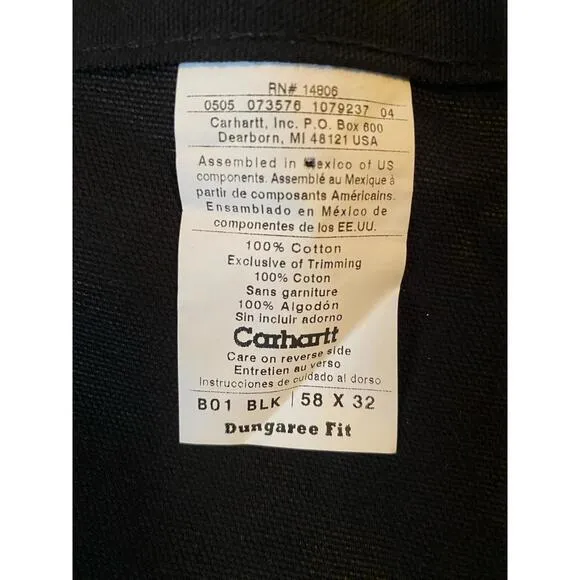 RN# 14806
0505 073576 1079237 04
Carhartt, Inc. P.O. Box 600
Dearborn, MI 48121 USA
Assembled in Mexico of US
components. Assemblé au Mexique à
partir de composants Américains.
Ensamblado en México de
componentes de los EE.UU.
100% Cotton
Exclusive of Trimming
100% Coton
Sans garniture
100% Algodón
Sin incluir adorno
Carhartt
Care on reverse side
Entretien au verso
Instrucciones de cuidado al dorso
B01 BLK | 58 X 32
Dungaree Fit